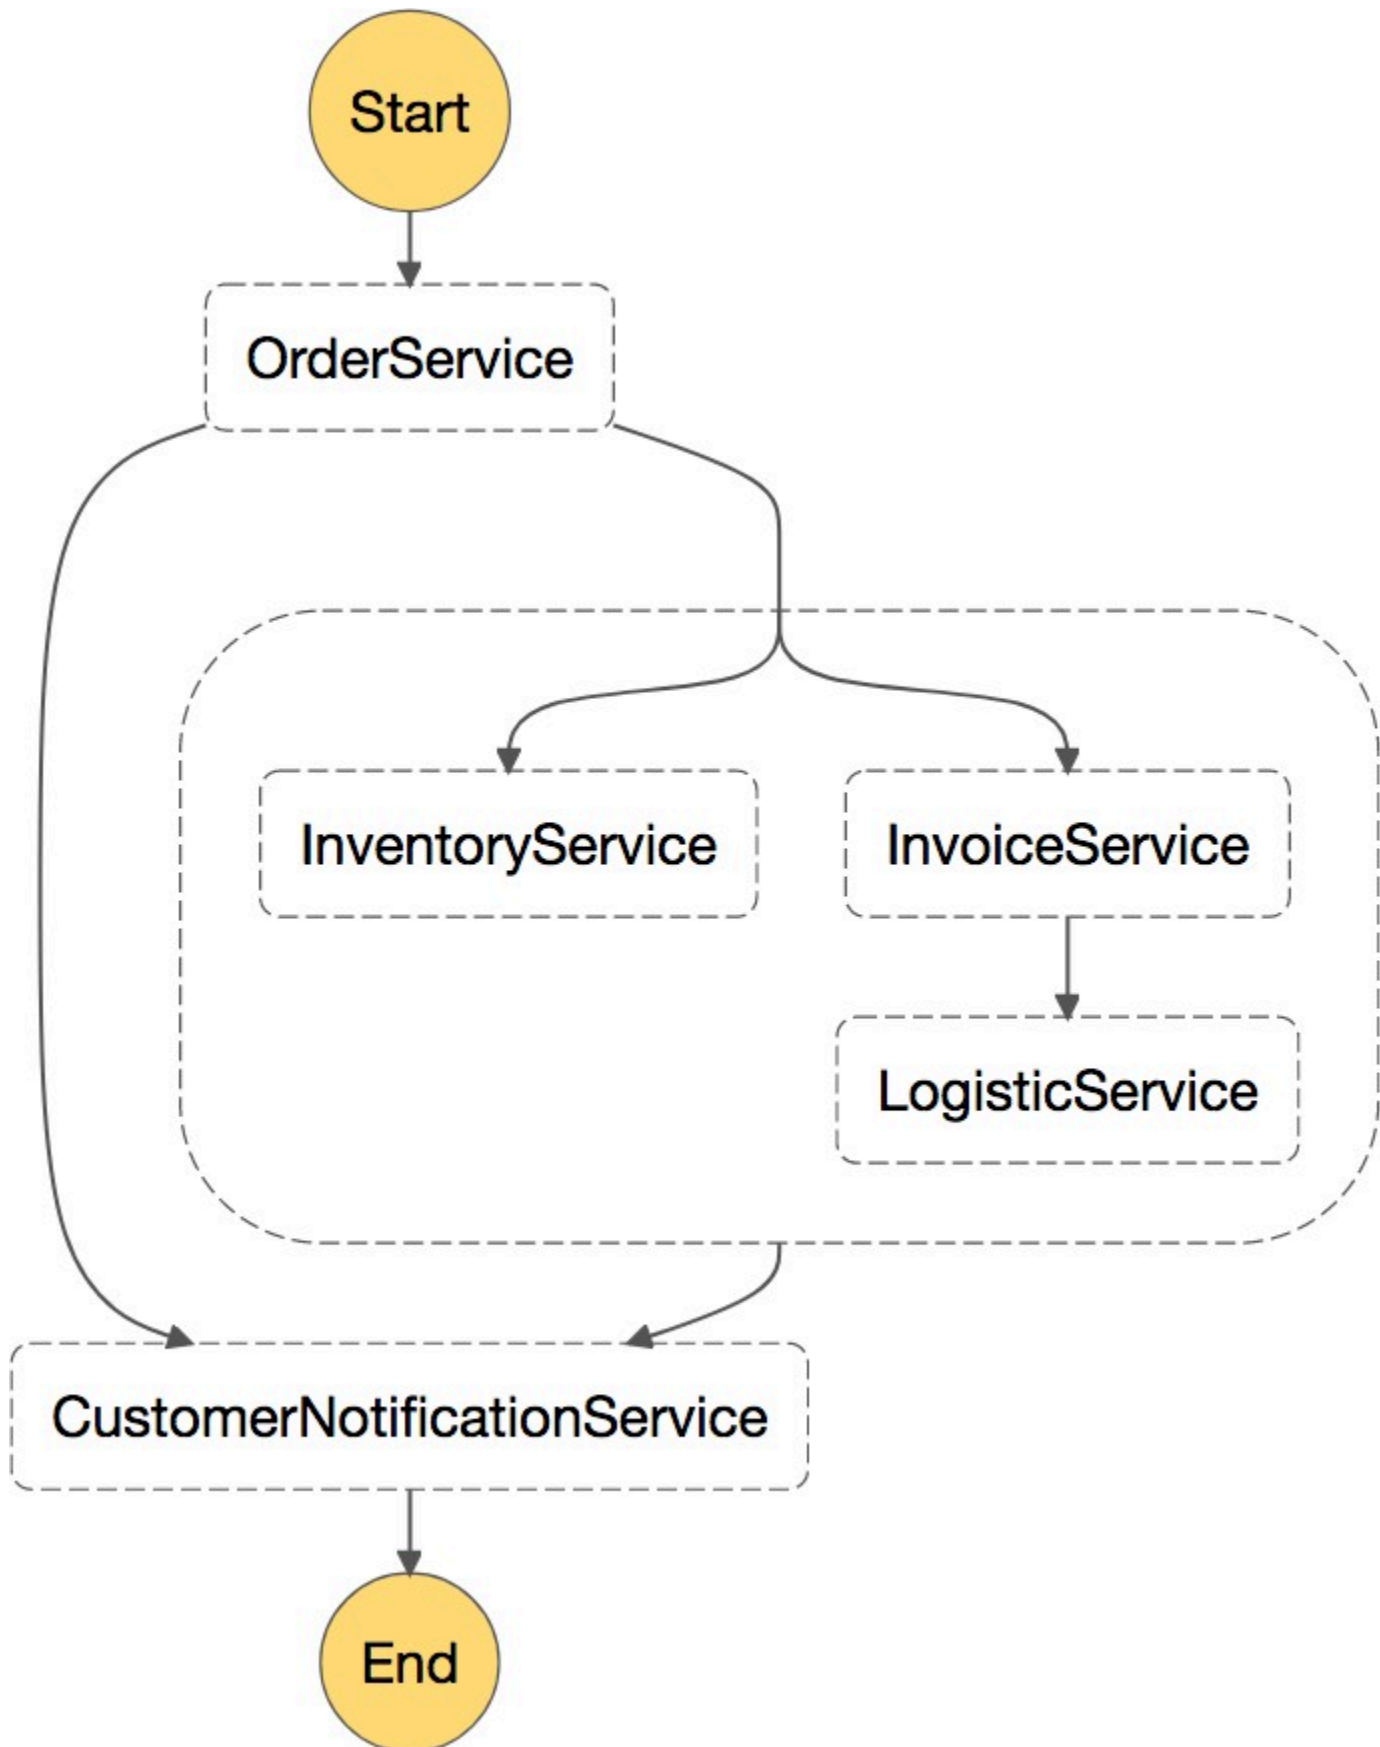 Start
OrderService
InventoryService
InvoiceService
LogisticService
CustomerNotificationService
End